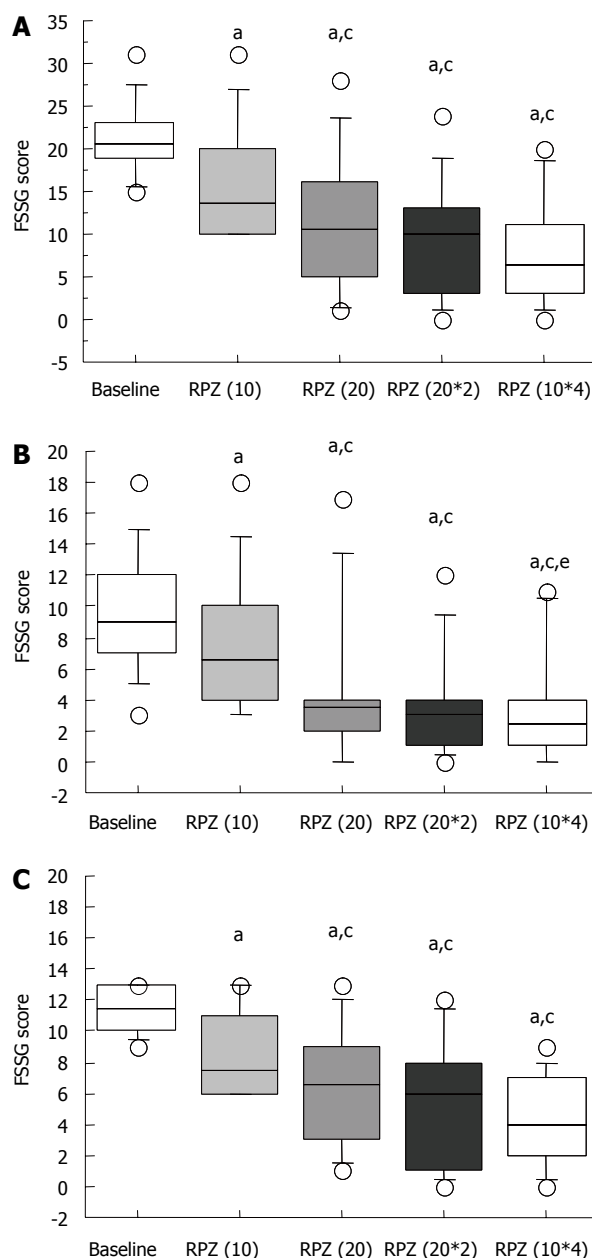 A
a
a,c
a,c
a,c
35
30
25
20
15
10
5
0
-5
FSSG score
Baseline RPZ (10) RPZ (20) RPZ (20*2) RPZ (10*4)
B
a
a,c
a,c
a,c,e
20
18
16
14
12
10
8
6
4
2
0
-2
FSSG score
Baseline RPZ (10) RPZ (20) RPZ (20*2) RPZ (10*4)
C
a
a,c
a,c
a,c
20
18
16
14
12
10
8
6
4
2
0
-2
FSSG score
Baseline RPZ (10) RPZ (20) RPZ (20*2) RPZ (10*4)